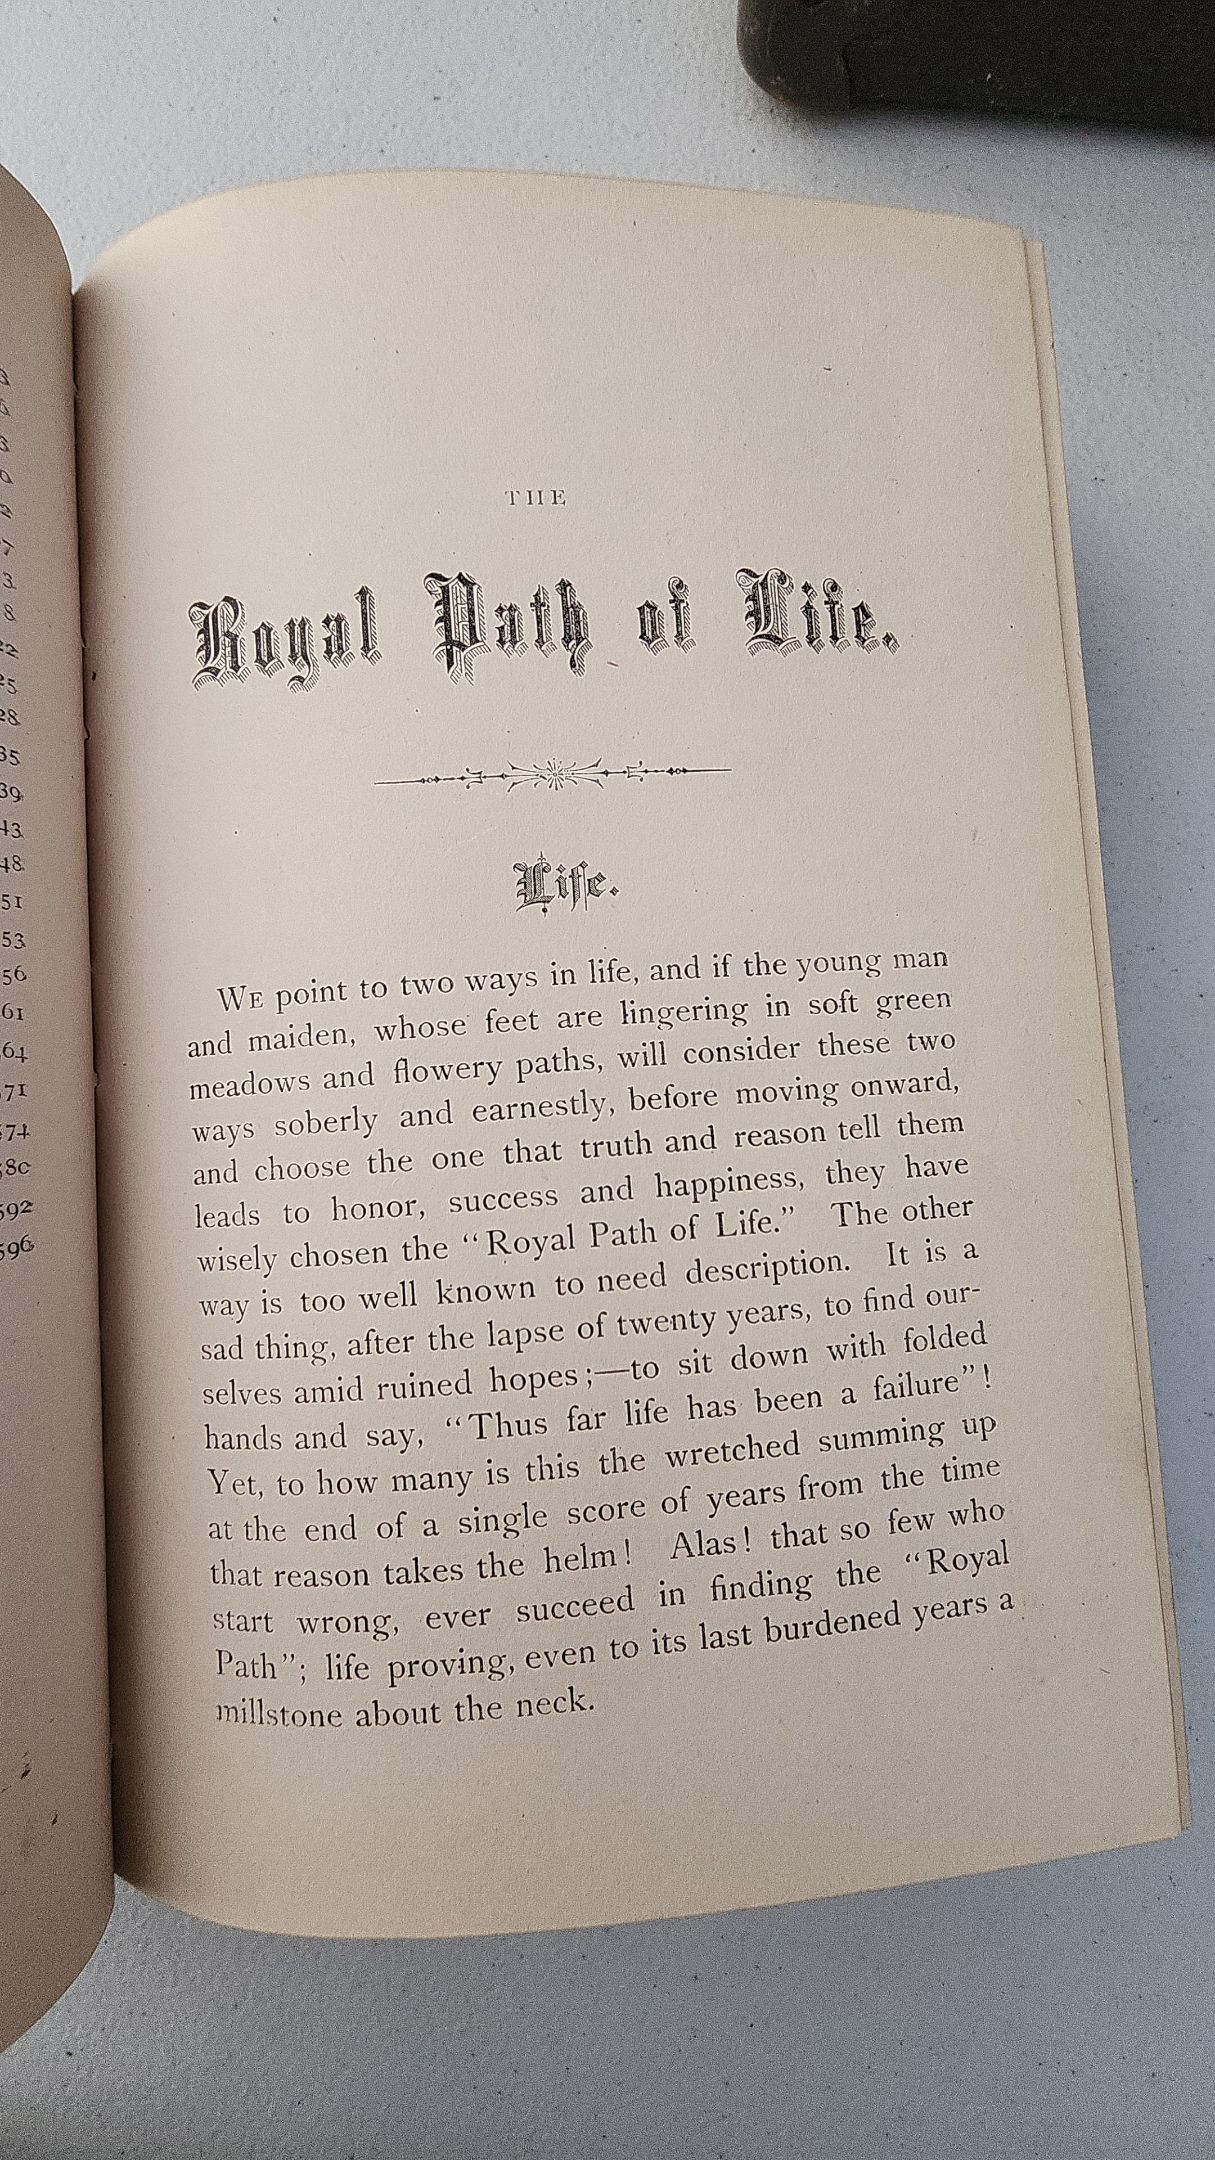 THE
Royal Path of Life.
Life.
WE point to two ways in life, and if the young man
and maiden, whose feet are lingering in soft green
meadows and flowery paths, will consider these two
ways soberly and earnestly, before moving onward,
and choose the one that truth and reason tell them
leads to honor, success and happiness, they have
wisely chosen the “Royal Path of Life.” The other
way is too well known to need description. It is a
sad thing, after the lapse of twenty years, to find our-
selves amid ruined hopes;—to sit down with folded
hands and say, “Thus far life has been a failure”!
Yet, to how many is this the wretched summing up
at the end of a single score of years from the time
that reason takes the helm! Alas! that so few who
start wrong, ever succeed in finding the “Royal
Path”; life proving, even to its last burdened years a
millstone about the neck.